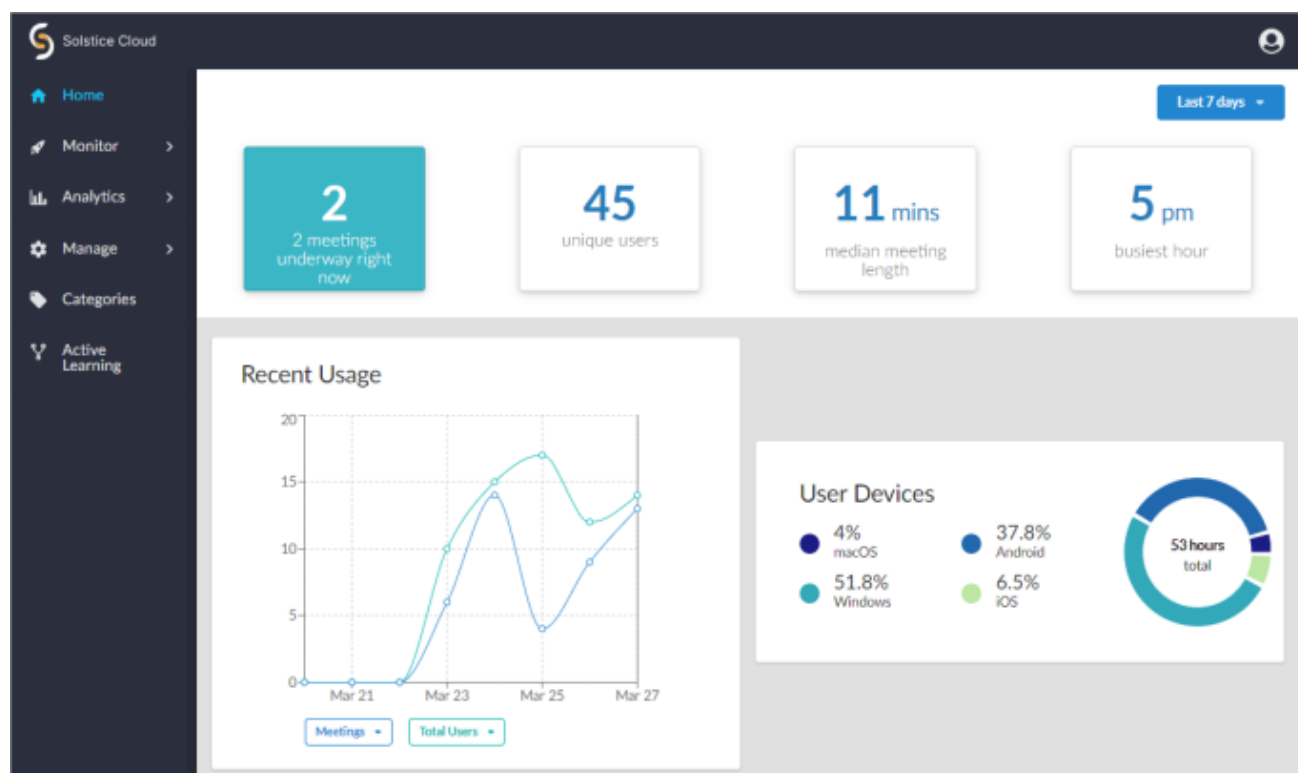 Solstice Cloud
Home
Monitor
Analytics
Manage
Categories
Active
Learning
Last 7 days
2
2 meetings
underway right
now
45
unique users
11 mins
median meeting
length
5 pm
busiest hour
Recent Usage
20
15
10
5
0
Mar 21
Mar 23
Mar 25
Mar 27
Meetings
Total Users
User Devices
4%
macOS
37.8%
Android
51.8%
Windows
6.5%
iOS
53 hours
total